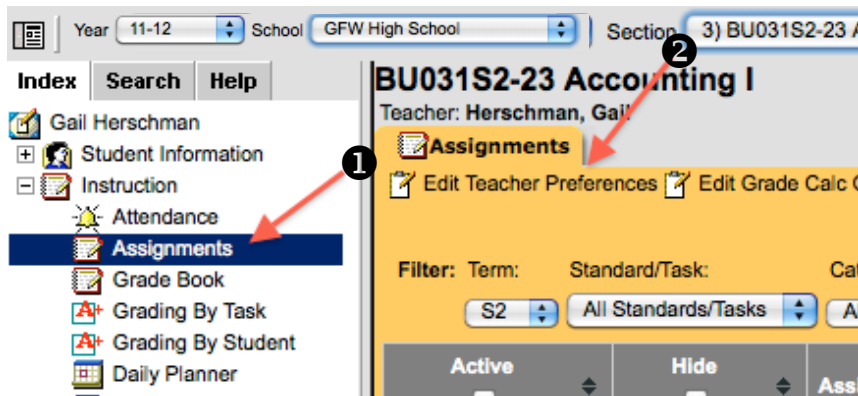 Year 11-12 School GFW High School Section 3) BU031S2-23
2
Index Search Help
BU031S2-23 Accounting I
Gail Herschman
Teacher: Herschman, Gail
Student Information
1
Assignments
Instruction
Edit Teacher Preferences Edit Grade Calc
Attendance
Assignments
Grade Book
Filter: Term: Standard/Task:
Grading By Task
S2 All Standards/Tasks
Grading By Student
Daily Planner
Active Hide